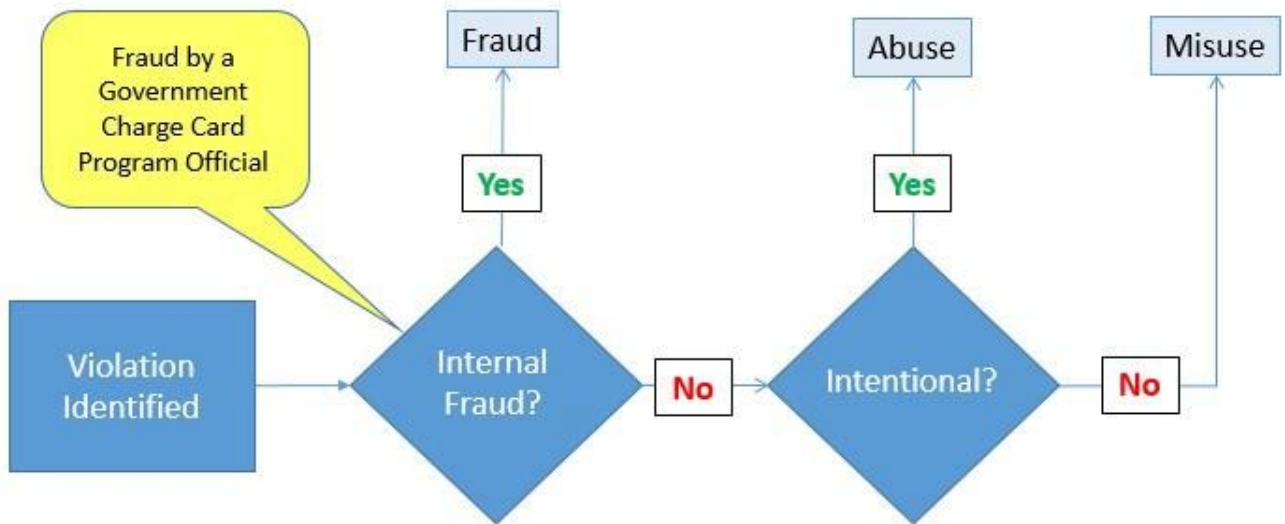 Fraud by a
Government
Charge Card
Program Official
Fraud
Abuse
Misuse
Yes
Yes
Violation
Identified
Internal
Fraud?
No
Intentional?
No